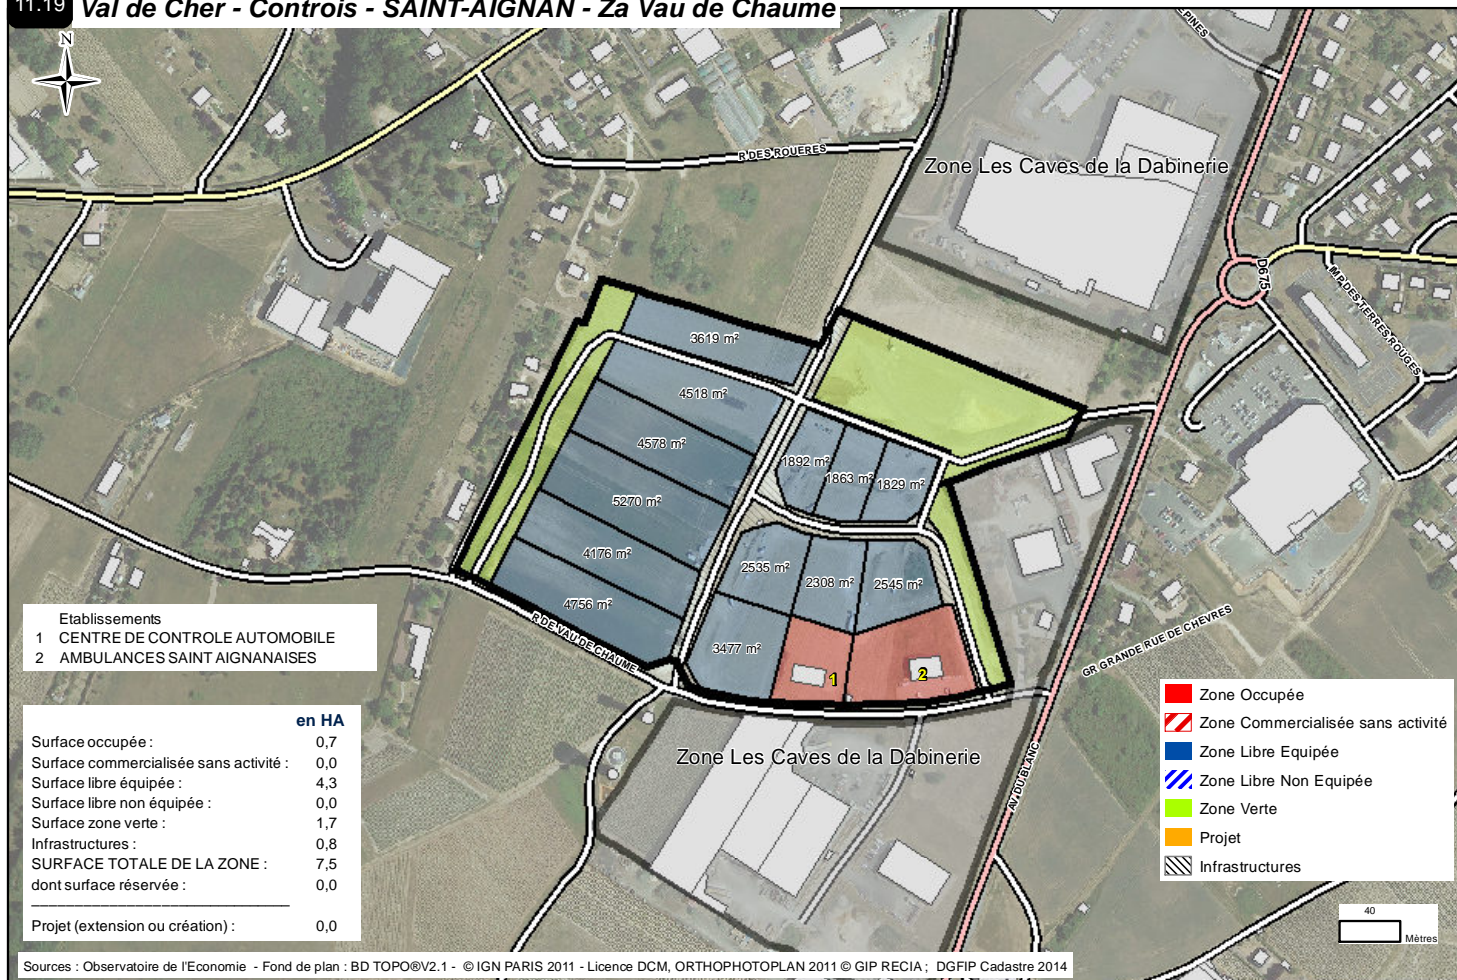 11.19 Val de Cher - Controis - SAINT-AIGNAN - Za Vau de Chaume
N
PINES
R DES ROUERES
Zone Les Caves de la Dabinerie
D675
MP DES TERRES ROUGES
3619 m²
4518 m²
4578 m²
1892 m²
1863 m²
1829 m²
5270 m²
4176 m²
2535 m²
2308 m²
2545 m²
4756 m²
R DE VAU DE CHAUME
3477 m²
1
2
GR GRANDE RUE DE CHEVRES
AV DU BLANC
Zone Les Caves de la Dabinerie
Etablissements
1 CENTRE DE CONTROLE AUTOMOBILE
2 AMBULANCES SAINT AIGNANAISES
en HA
Surface occupée : 0,7
Surface commercialisée sans activité : 0,0
Surface libre équipée : 4,3
Surface libre non équipée : 0,0
Surface zone verte : 1,7
Infrastructures : 0,8
SURFACE TOTALE DE LA ZONE : 7,5
dont surface réservée : 0,0
Projet (extension ou création) : 0,0
Zone Occupée
Zone Commercialisée sans activité
Zone Libre Equipée
Zone Libre Non Equipée
Zone Verte
Projet
Infrastructures
40
Mètres
Sources : Observatoire de l'Economie - Fond de plan : BD TOPO®V2.1 - © IGN PARIS 2011 - Licence DCM, ORTHOPHOTOPLAN 2011 © GIP RECIA ; DGFIP Cadastre 2014